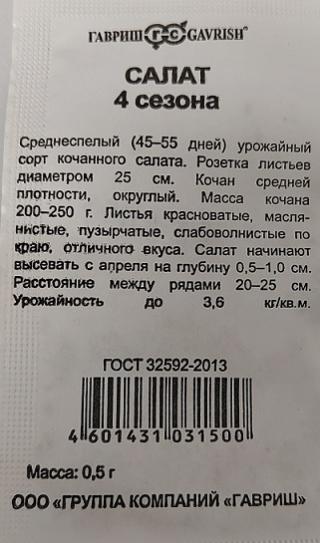 ГАВРИШ ГС GAVRISH®
САЛАТ
4 сезона
Среднеспелый (45–55 дней) урожайный
сорт кочанного салата. Розетка листьев
диаметром 25 см. Кочан средней
плотности, округлый. Масса кочана
200–250 г. Листья красноватые, масля-
нистые, пузырчатые, слабоволнистые по
краю, отличного вкуса. Салат начинают
высевать с апреля на глубину 0,5–1,0 см.
Расстояние между рядами 20–25 см.
Урожайность до 3,6 кг/кв.м.
ГОСТ 32592-2013
4 601431 031500
Масса: 0,5 г
ООО «ГРУППА КОМПАНИЙ «ГАВРИШ»